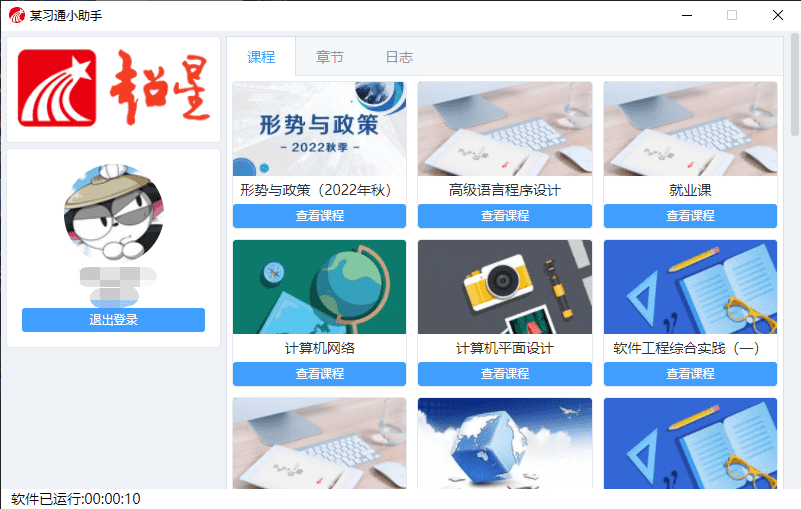 某习通小助手
超星
课程
章节
日志
形势与政策
- 2022秋季 -
形势与政策（2022年秋）
高级语言程序设计
就业课
查看课程
查看课程
查看课程
退出登录
计算机网络
计算机平面设计
软件工程综合实践（一）
查看课程
查看课程
查看课程
软件已运行:00:00:10